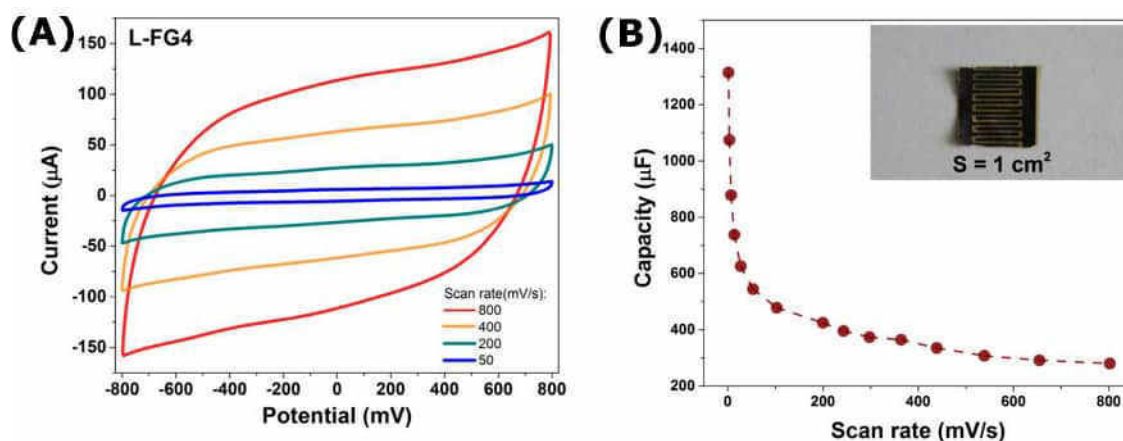 (A)
L-FG4
150
100
50
0
-50
-100
-150
Current (μA)
Scan rate(mV/s):
800
400
200
50
-800 -600 -400 -200 0 200 400 600 800
Potential (mV)
(B)
1400
1200
1000
800
600
400
200
Capacity (μF)
S = 1 cm²
0 200 400 600 800
Scan rate (mV/s)